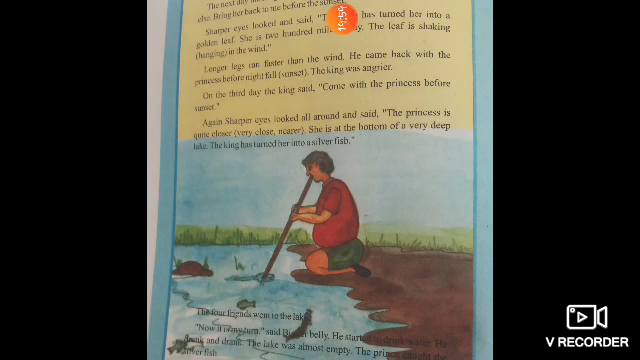 The next day
else. Bring her back to me before the sunset.
Sharper eyes looked and said, has turned her into a
golden leaf. She is two hundred The leaf is shaking
(hanging) in the wind."
Longer legs ran faster than the wind. He came back with the
princess before night fall (sunset). The king was angrier.
On the third day the king said, "Come with the princess before
sunset."
Again Sharper eyes looked all around and said, "The princess is
quite closer (very close, nearer). She is at the bottom of a very deep
lake. The king has turned her into a silver fish."
The four friends went to the lake
"Now it is my turn," said Bigger belly. He started to drink water. He
drank and drank. The lake was almost empty. The prince caught the
silver fish.
19:59
V RECORDER